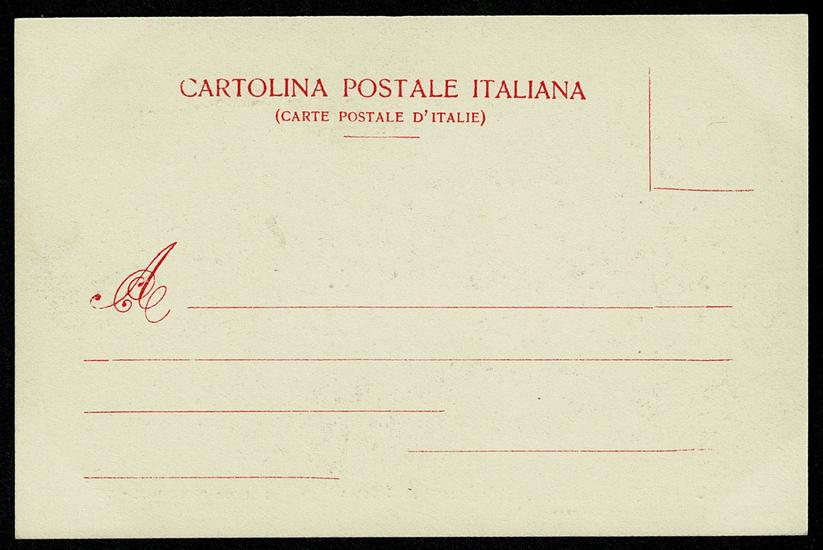 CARTOLINA POSTALE ITALIANA
(CARTE POSTALE D'ITALIE)
A